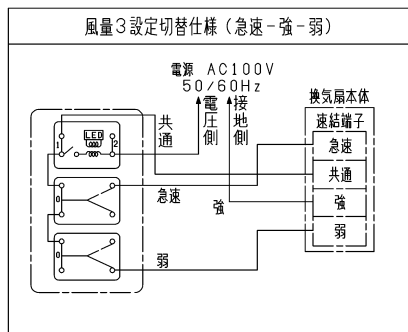 風量3設定切替仕様（急速－強－弱）
電源 AC100V
50/60Hz
電圧側
接地側
換気扇本体
速結端子
急速
共通
強
弱
LED
1
2
共通
0
急速
強
0
弱